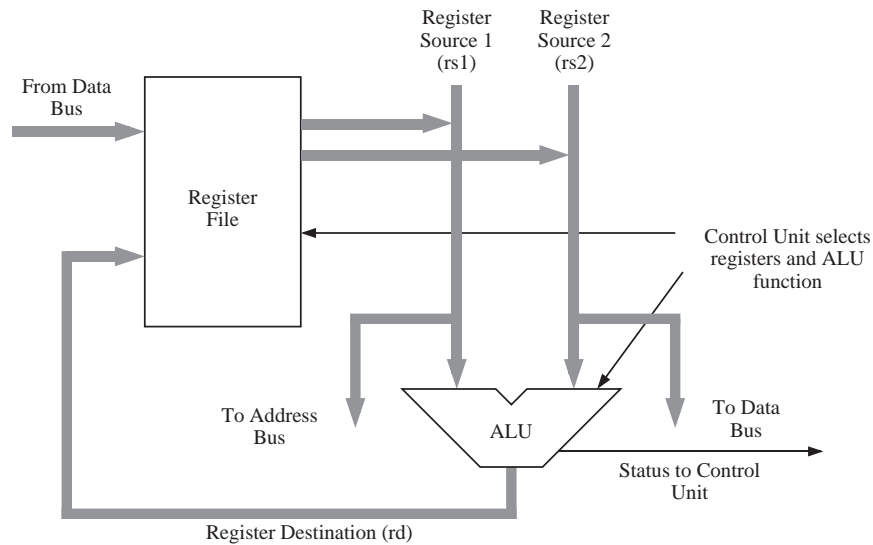 Register
Source 1
(rs1)
Register
Source 2
(rs2)
From Data
Bus
Register
File
Control Unit selects
registers and ALU
function
To Address
Bus
ALU
To Data
Bus
Status to Control
Unit
Register Destination (rd)